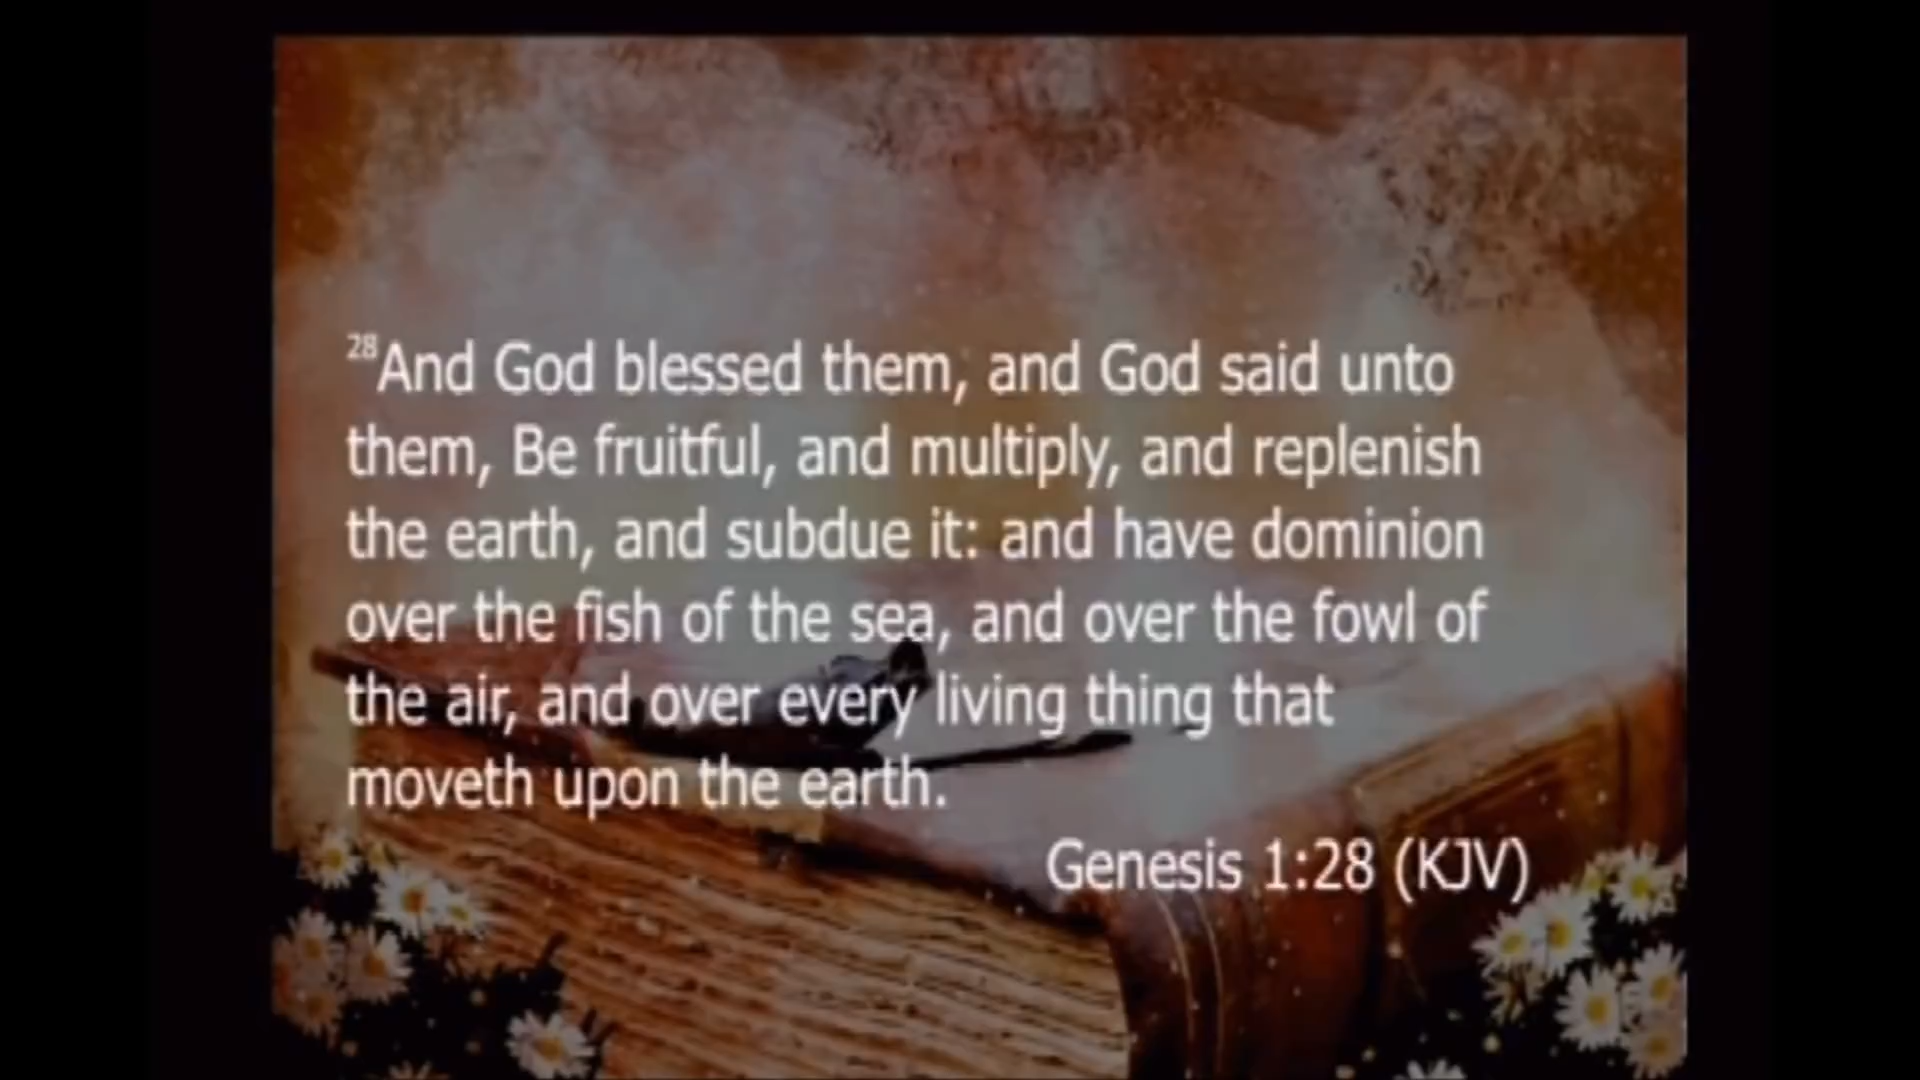 28And God blessed them, and God said unto
them, Be fruitful, and multiply, and replenish
the earth, and subdue it: and have dominion
over the fish of the sea, and over the fowl of
the air, and over every living thing that
moveth upon the earth.
Genesis 1:28 (KJV)